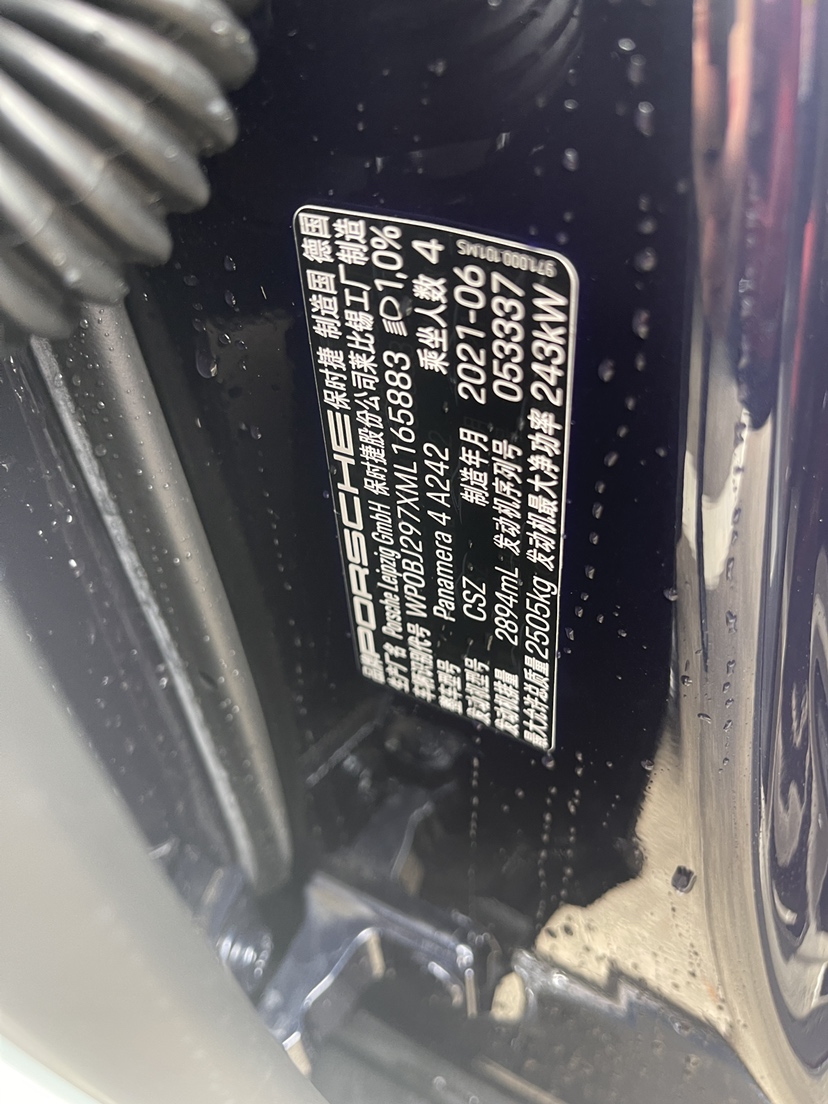 品牌 PORSCHE 保时捷 制造国 德国
生产厂名 Porsche Leipzig GmbH 保时捷股份公司莱比锡工厂制造
车辆识别代号 WP0BJ297XML165883 1,0%
整车型号 Panamera 4 A242 乘坐人数 4
发动机型号 CSZ 制造年月 2021-06
发动机排量 2894mL 发动机序列号 053337
最大允许总质量 2505kg 发动机最大净功率 243kW
971.000.101.MS